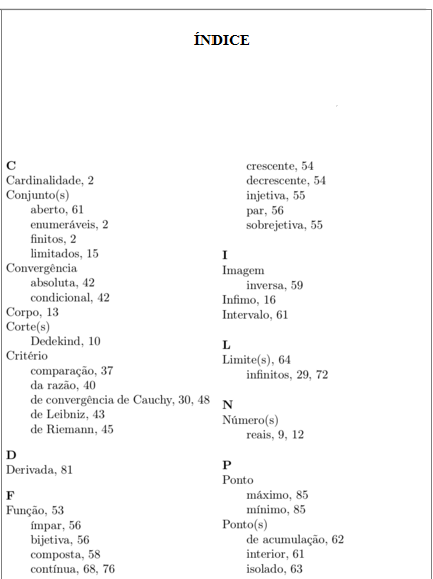 ÍNDICE
C
Cardinalidade, 2
Conjunto(s)
aberto, 61
enumeráveis, 2
finitos, 2
limitados, 15
Convergência
absoluta, 42
condicional, 42
Corpo, 13
Corte(s)
Dedekind, 10
Critério
comparação, 37
da razão, 40
de convergência de Cauchy, 30, 48
de Leibniz, 43
de Riemann, 45
D
Derivada, 81
F
Função, 53
ímpar, 56
bijetiva, 56
composta, 58
contínua, 68, 76
crescente, 54
decrescente, 54
injetiva, 55
par, 56
sobrejetiva, 55
I
Imagem
inversa, 59
Infimo, 16
Intervalo, 61
L
Limite(s), 64
infinitos, 29, 72
N
Número(s)
reais, 9, 12
P
Ponto
máximo, 85
mínimo, 85
Ponto(s)
de acumulação, 62
interior, 61
isolado, 63